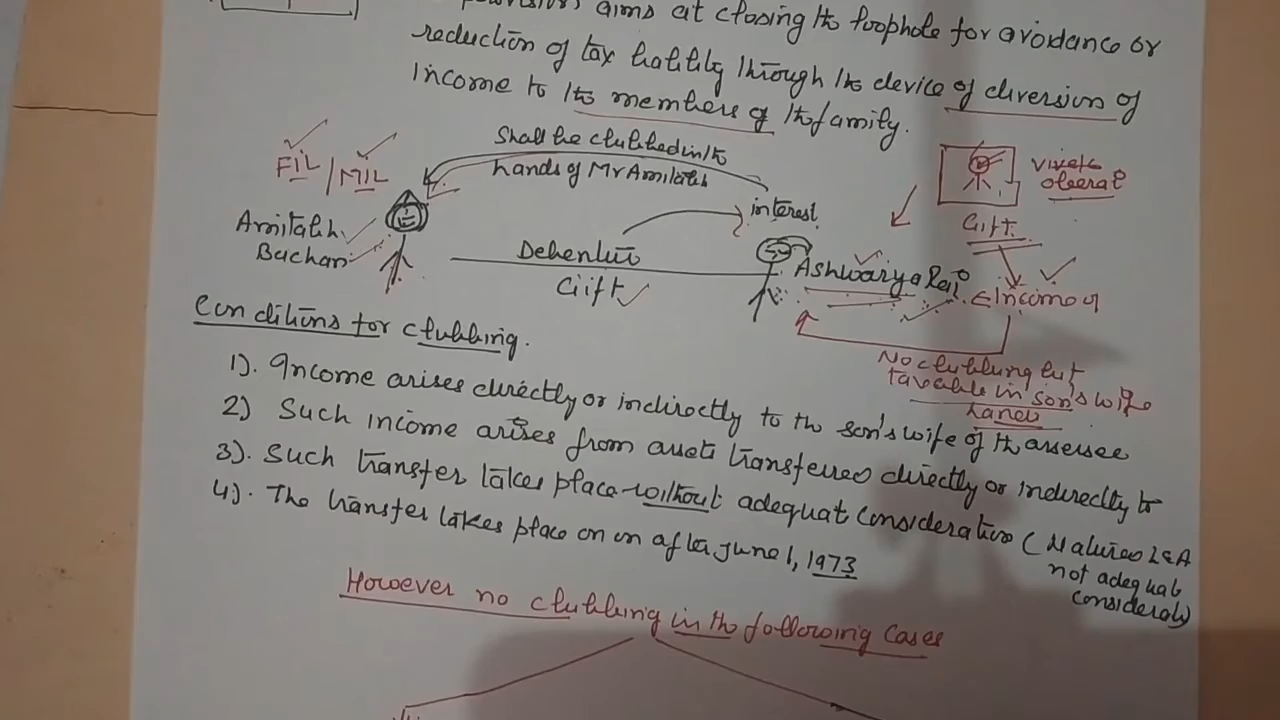 aims at closing the loophole for avoidance or
reduction of tax liability through the device of diversion of
income to the members of the family.
Shall be clubbed in the
hands of Mr Amitabh
FIL / MIL
Amitabh
Bachan
Debenture
Gift
interest
Ashwarya Rai
Gift
Income
No clubbing but
taxable in son's wife
hands
Conditions for clubbing.
1). Income arises directly or indirectly to the son's wife of the assessee
2) Such income arises from assets transferred directly or indirectly to
3). Such transfer takes place without adequate consideration (Natural L&A
not adequate
consideration)
4). The transfer takes place on or after June 1, 1973
However no clubbing in the following cases